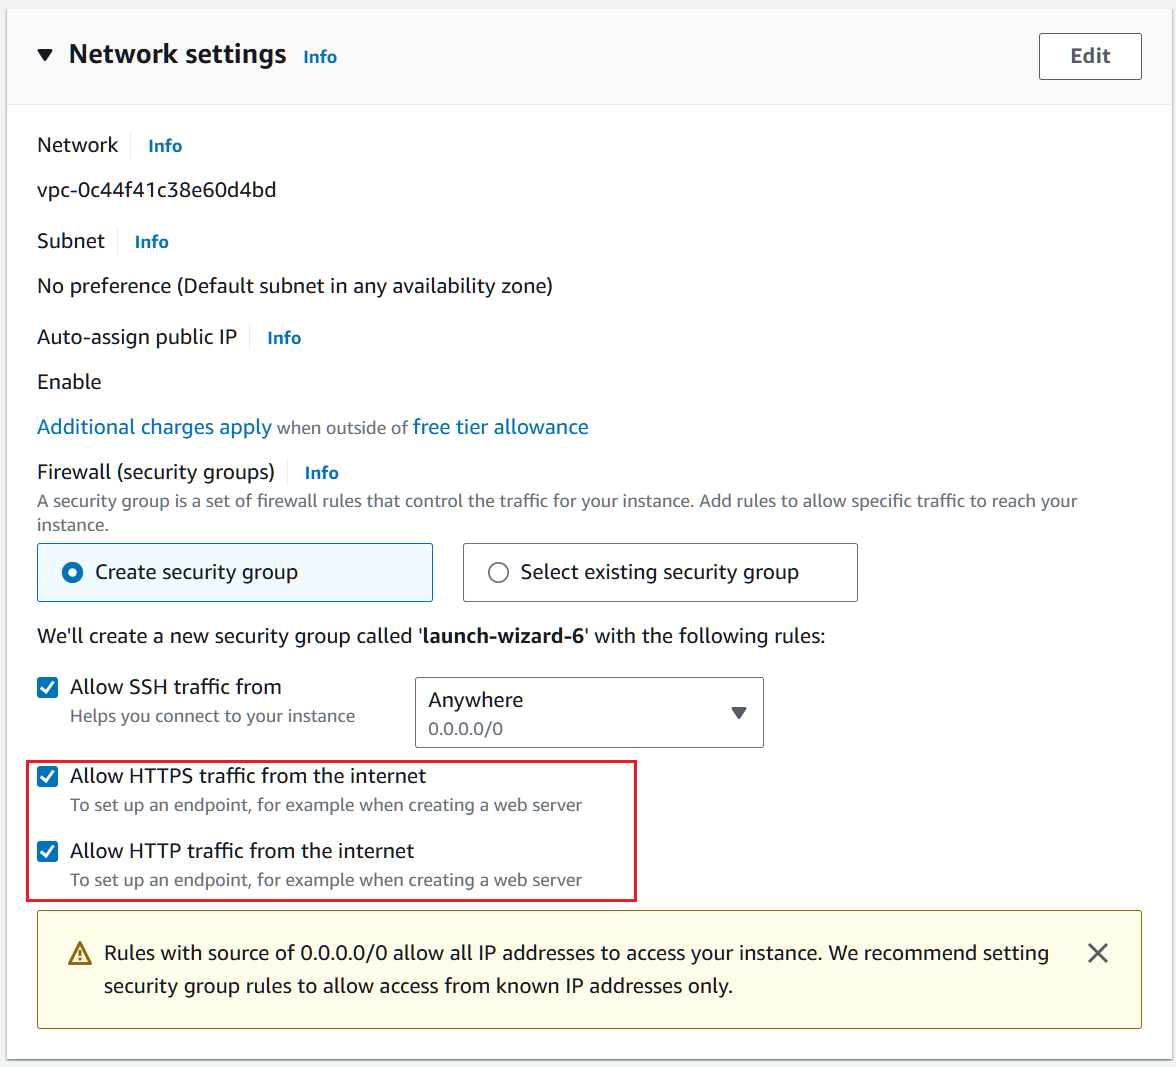 Network settings Info Edit
Network Info
vpc-0c44f41c38e60d4bd
Subnet Info
No preference (Default subnet in any availability zone)
Auto-assign public IP Info
Enable
Additional charges apply when outside of free tier allowance
Firewall (security groups) Info
A security group is a set of firewall rules that control the traffic for your instance. Add rules to allow specific traffic to reach your
instance.
Create security group Select existing security group
We'll create a new security group called 'launch-wizard-6' with the following rules:
Allow SSH traffic from
Helps you connect to your instance
Anywhere
0.0.0.0/0
Allow HTTPS traffic from the internet
To set up an endpoint, for example when creating a web server
Allow HTTP traffic from the internet
To set up an endpoint, for example when creating a web server
Rules with source of 0.0.0.0/0 allow all IP addresses to access your instance. We recommend setting
security group rules to allow access from known IP addresses only.